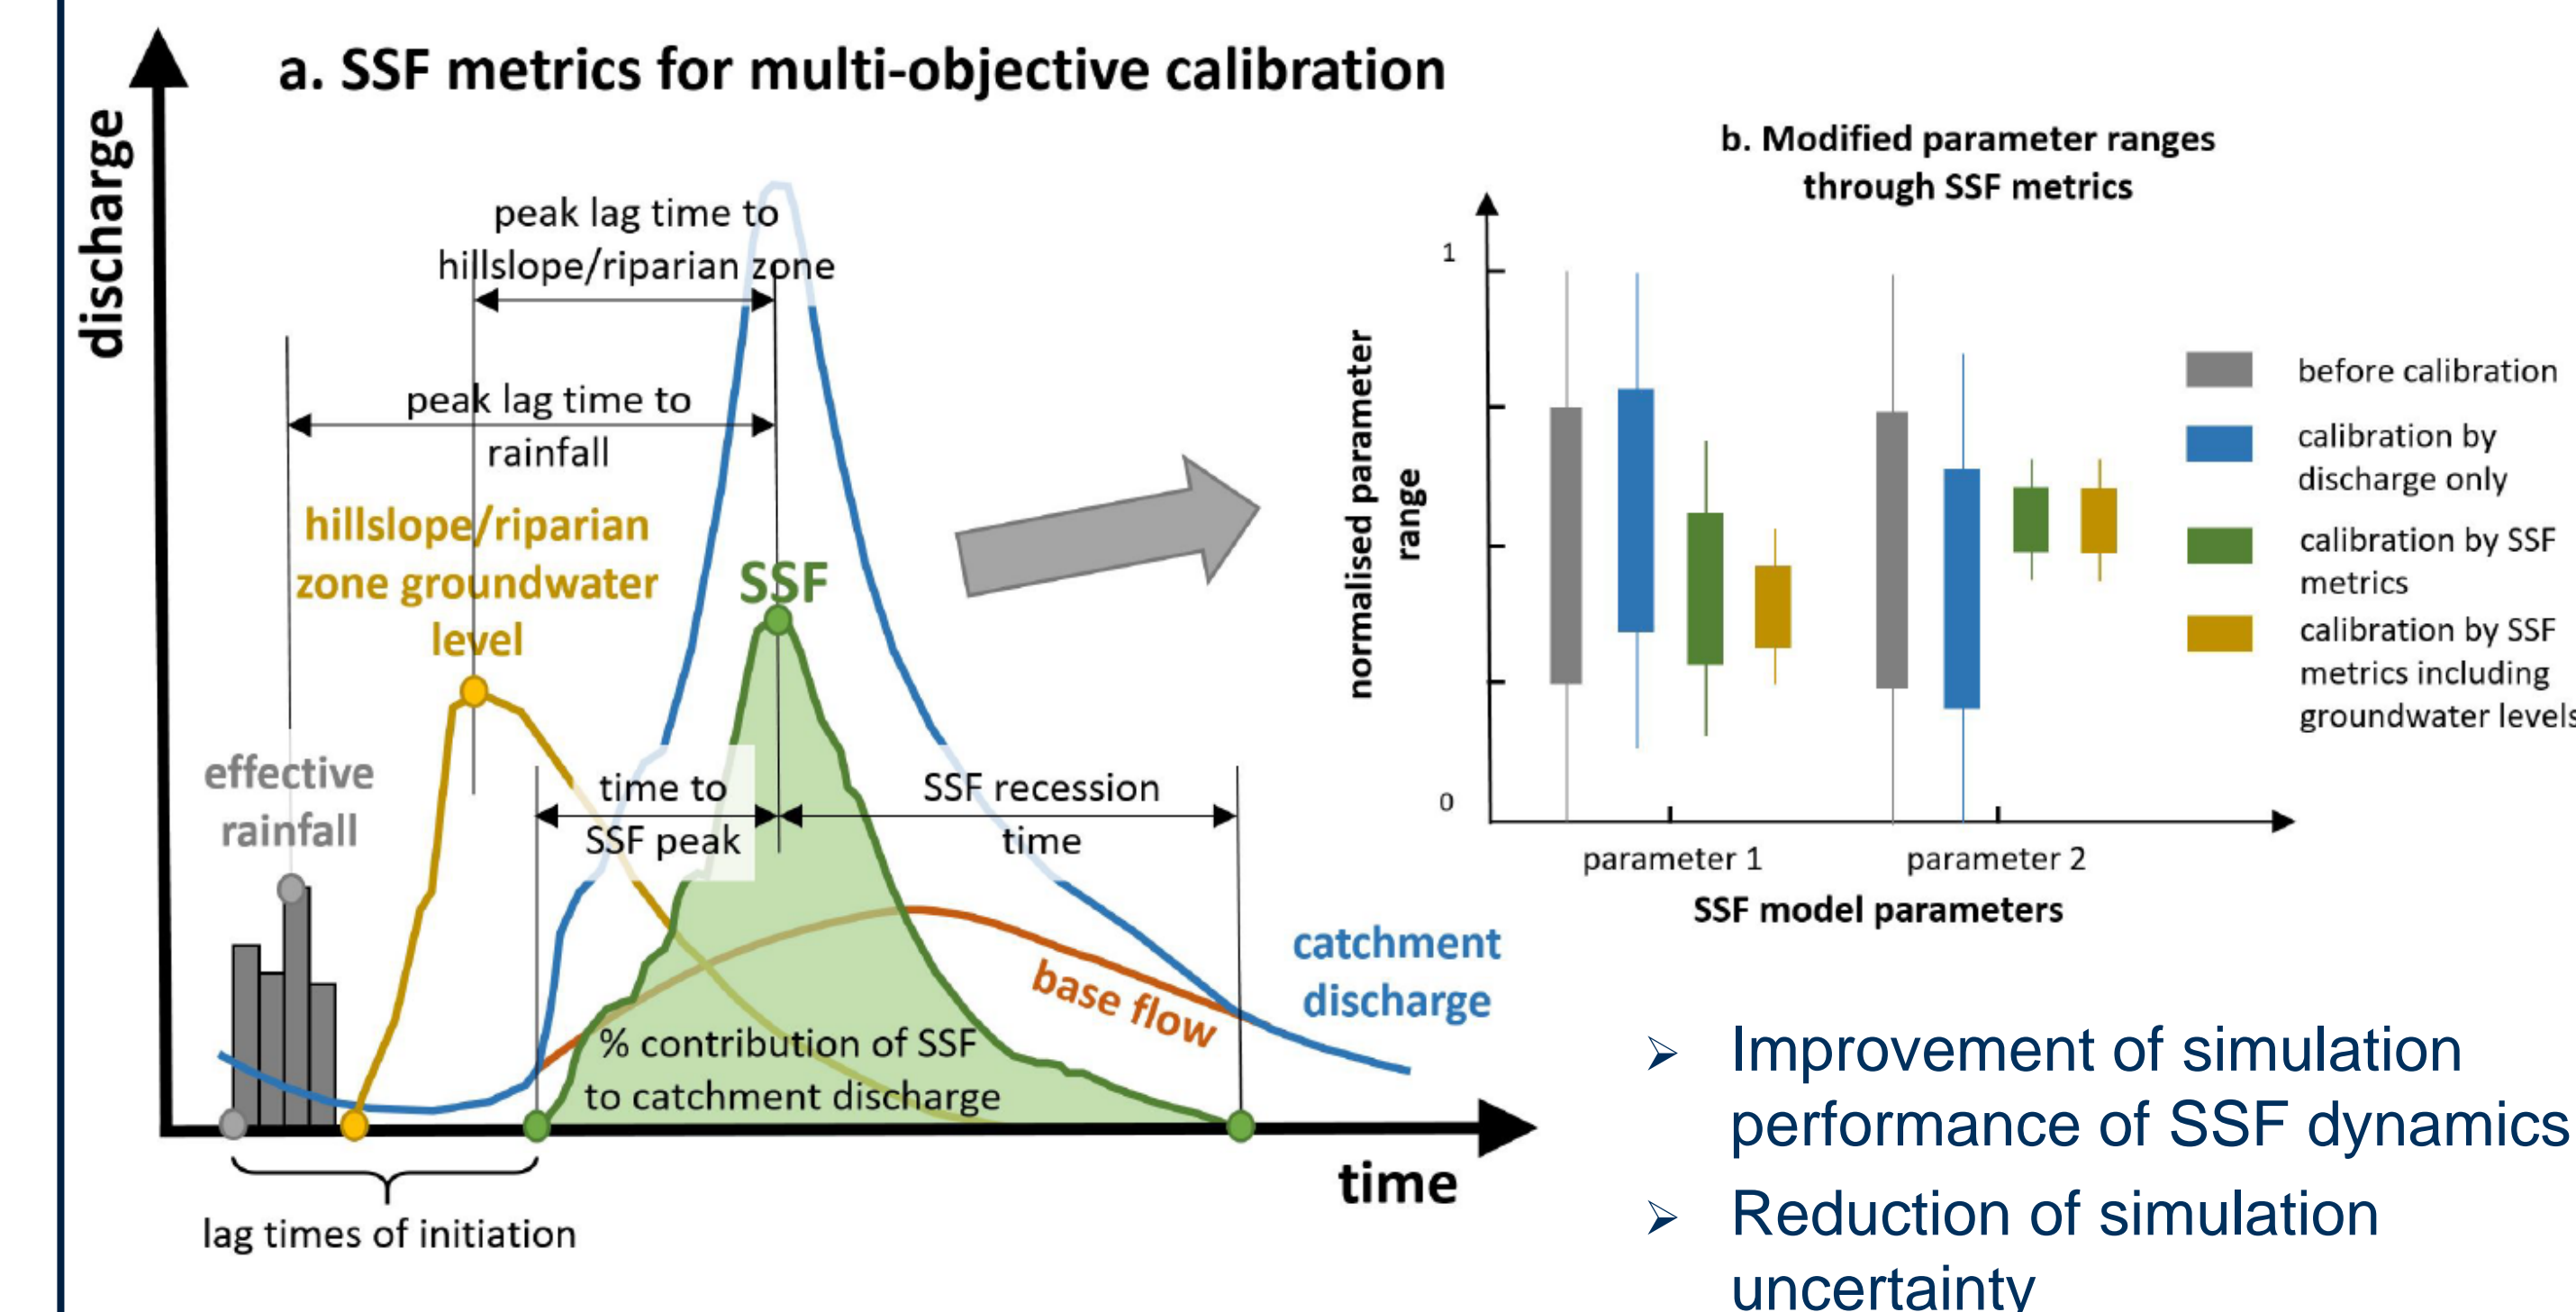 a. SSF metrics for multi-objective calibration
discharge
peak lag time to
hillslope/riparian zone
peak lag time to
rainfall
hillslope/riparian
zone groundwater
level
SSF
effective
rainfall
time to
SSF peak
SSF recession
time
base flow
catchment
discharge
% contribution of SSF
to catchment discharge
time
lag times of initiation
b. Modified parameter ranges
through SSF metrics
1
normalised parameter
range
0
parameter 1
parameter 2
SSF model parameters
before calibration
calibration by
discharge only
calibration by SSF
metrics
calibration by SSF
metrics including
groundwater levels
➢ Improvement of simulation
performance of SSF dynamics
➢ Reduction of simulation
uncertainty